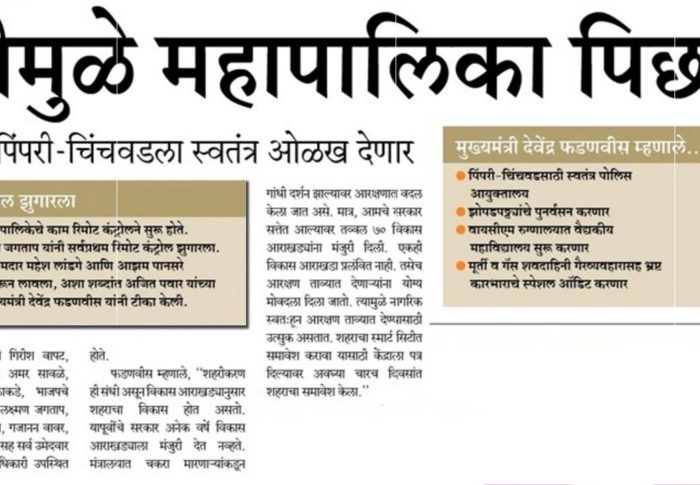 मुळे महापालिका पिछ
पिंपरी-चिंचवडला स्वतंत्र ओळख देणार
ल झुगारला
पालिकेचे काम रिमोट कंट्रोलने सुरू होते.
जगताप यांनी सर्वप्रथम रिमोट कंट्रोल झुगारला.
मदार महेश लांडगे आणि आझम पानसरे
रून लावला, अशा शब्दांत अजित पवार यांच्या
यमंत्री देवेंद्र फडणवीस यांनी टीका केली.
गिरीश बापट,
अमर साबळे,
काकडे, भाजपचे
लक्ष्मण जगताप,
, गजानन बाबर,
सह सर्व उमेदवार
धिकारी उपस्थित
होते.
फडणवीस म्हणाले, ‘‘शहरीकरण
ही संधी असून विकास आराखड्यानुसार
शहराचा विकास होत असतो.
यापूर्वीचे सरकार अनेक वर्षे विकास
आराखड्याला मंजुरी देत नव्हते.
मंत्रालयात चकरा मारणाऱ्यांकडून
गांधी दर्शन झाल्यावर आरक्षणात बदल
केला जात असे. मात्र, आमचे सरकार
सत्तेत आल्यावर तब्बल ७० विकास
आराखड्यांना मंजुरी दिली. एकही
विकास आराखडा प्रलंबित नाही. तसेच
आरक्षण ताब्यात देणाऱ्यांना योग्य
मोबदला दिला जातो. त्यामुळे नागरिक
स्वतःहून आरक्षण ताब्यात देण्यासाठी
उत्सुक असतात. शहराचा स्मार्ट सिटीत
समावेश करावा यासाठी केंद्राला पत्र
दिल्यावर अवघ्या चारच दिवसांत
शहराचा समावेश केला.’’
मुख्यमंत्री देवेंद्र फडणवीस म्हणाले..
पिंपरी-चिंचवडसाठी स्वतंत्र पोलिस
आयुक्तालय
झोपडपट्ट्यांचे पुनर्वसन करणार
वायसीएम रुग्णालयात वैद्यकीय
महाविद्यालय सुरू करणार
मूर्ती व गॅस शवदाहिनी गैरव्यवहारासह भ्रष्ट
कारभाराचे स्पेशल ऑडिट करणार